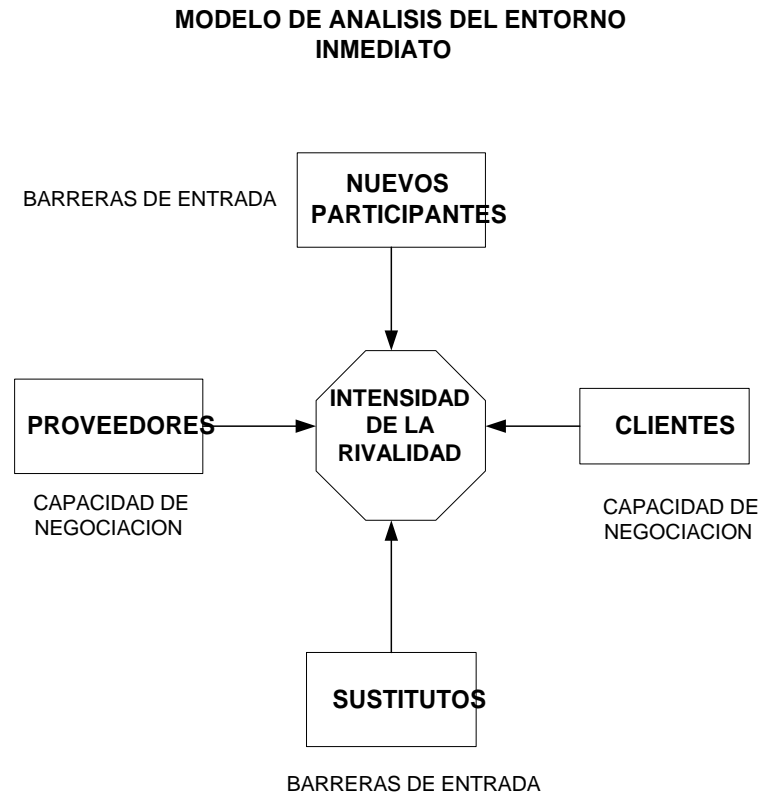 MODELO DE ANALISIS DEL ENTORNO
INMEDIATO
BARRERAS DE ENTRADA
NUEVOS
PARTICIPANTES
PROVEEDORES
CAPACIDAD DE
NEGOCIACION
INTENSIDAD
DE LA
RIVALIDAD
CLIENTES
CAPACIDAD DE
NEGOCIACION
SUSTITUTOS
BARRERAS DE ENTRADA